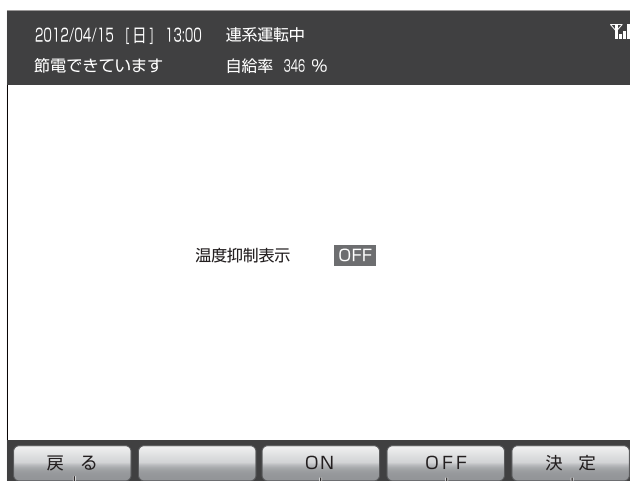 2012/04/15 [日] 13:00 連系運転中
節電できています 自給率 346 %
温度抑制表示 OFF
戻る ON OFF 決定